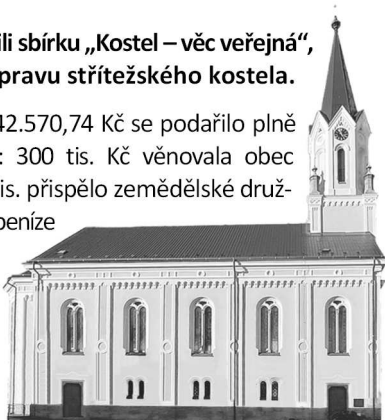 ili sbírku „Kostel – věc veřejná“,
pravu střítežského kostela.
42.570,74 Kč se podařilo plně
: 300 tis. Kč věnovala obec
is. přispělo zemědělské druž-
peníze